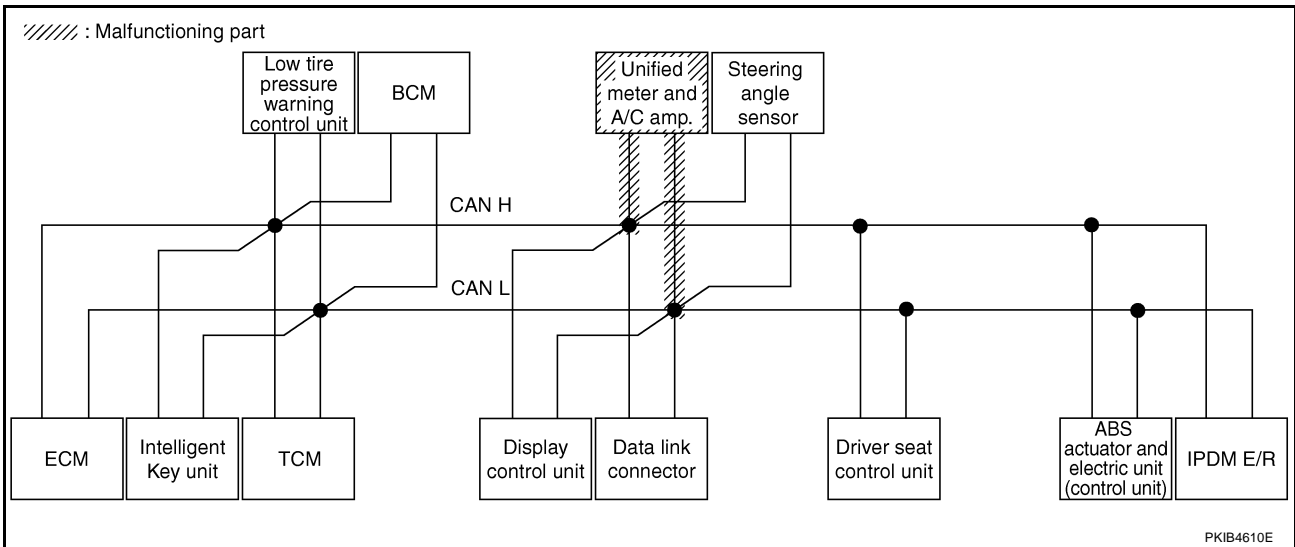 : Malfunctioning part
Low tire
pressure
warning
control unit
BCM
Unified
meter and
A/C amp.
Steering
angle
sensor
CAN H
CAN L
ECM
Intelligent
Key unit
TCM
Display
control unit
Data link
connector
Driver seat
control unit
ABS
actuator and
electric unit
(control unit)
IPDM E/R
PKIB4610E